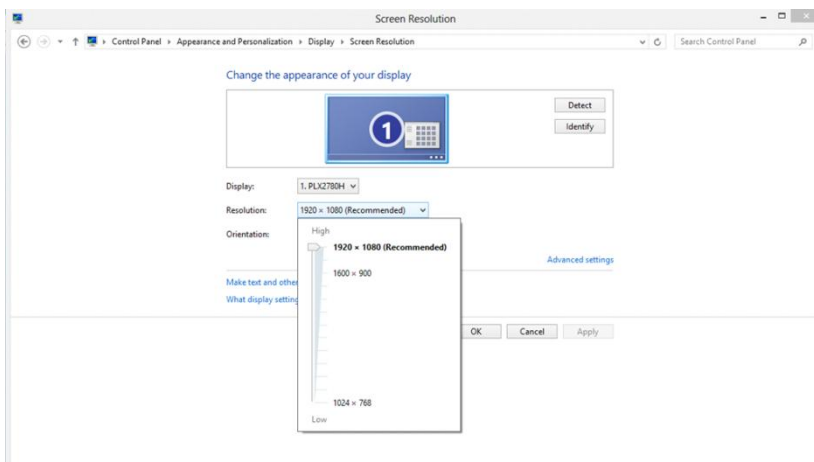 Screen Resolution
Control Panel Appearance and Personalization Display Screen Resolution
Search Control Panel
Change the appearance of your display
1
Detect
Identify
Display: 1. PLX2780H
Resolution: 1920 × 1080 (Recommended)
Orientation:
High
1920 × 1080 (Recommended)
1600 × 900
1024 × 768
Low
Advanced settings
Make text and other
What display setting
OK Cancel Apply